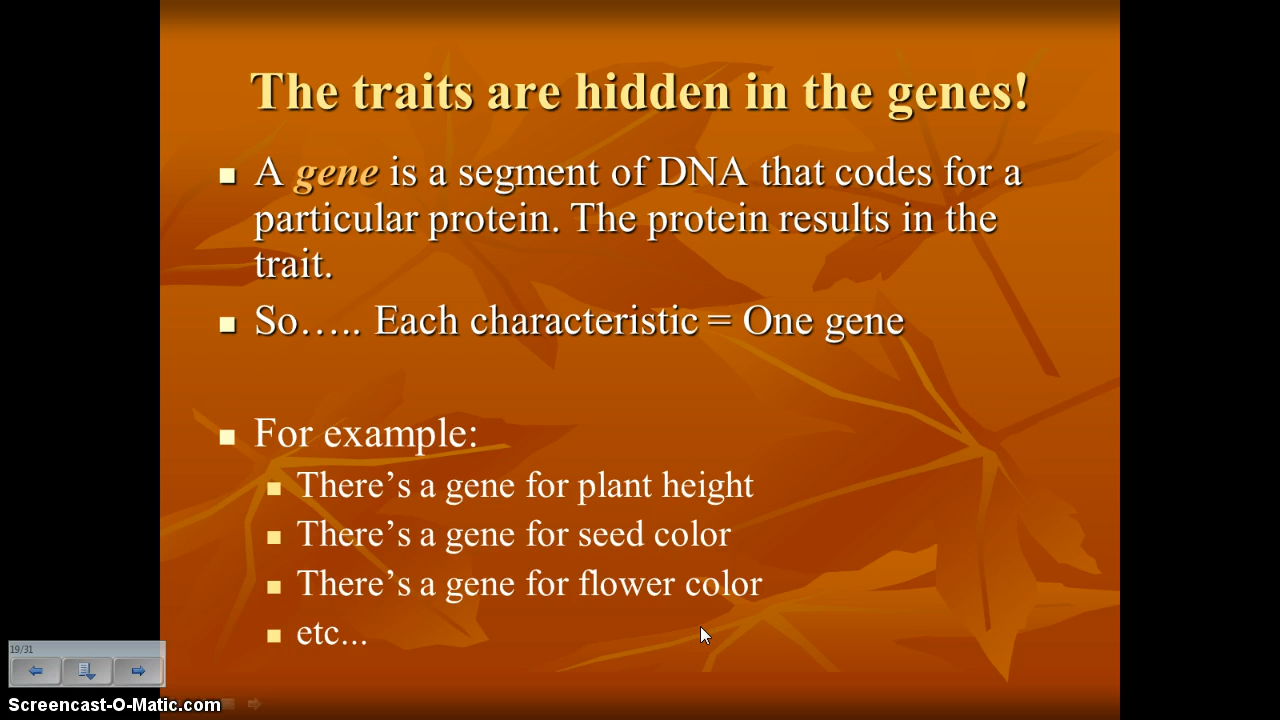 The traits are hidden in the genes!
A gene is a segment of DNA that codes for a
particular protein. The protein results in the
trait.
So….. Each characteristic = One gene
For example:
There’s a gene for plant height
There’s a gene for seed color
There’s a gene for flower color
etc...
19/31
Screencast-O-Matic.com